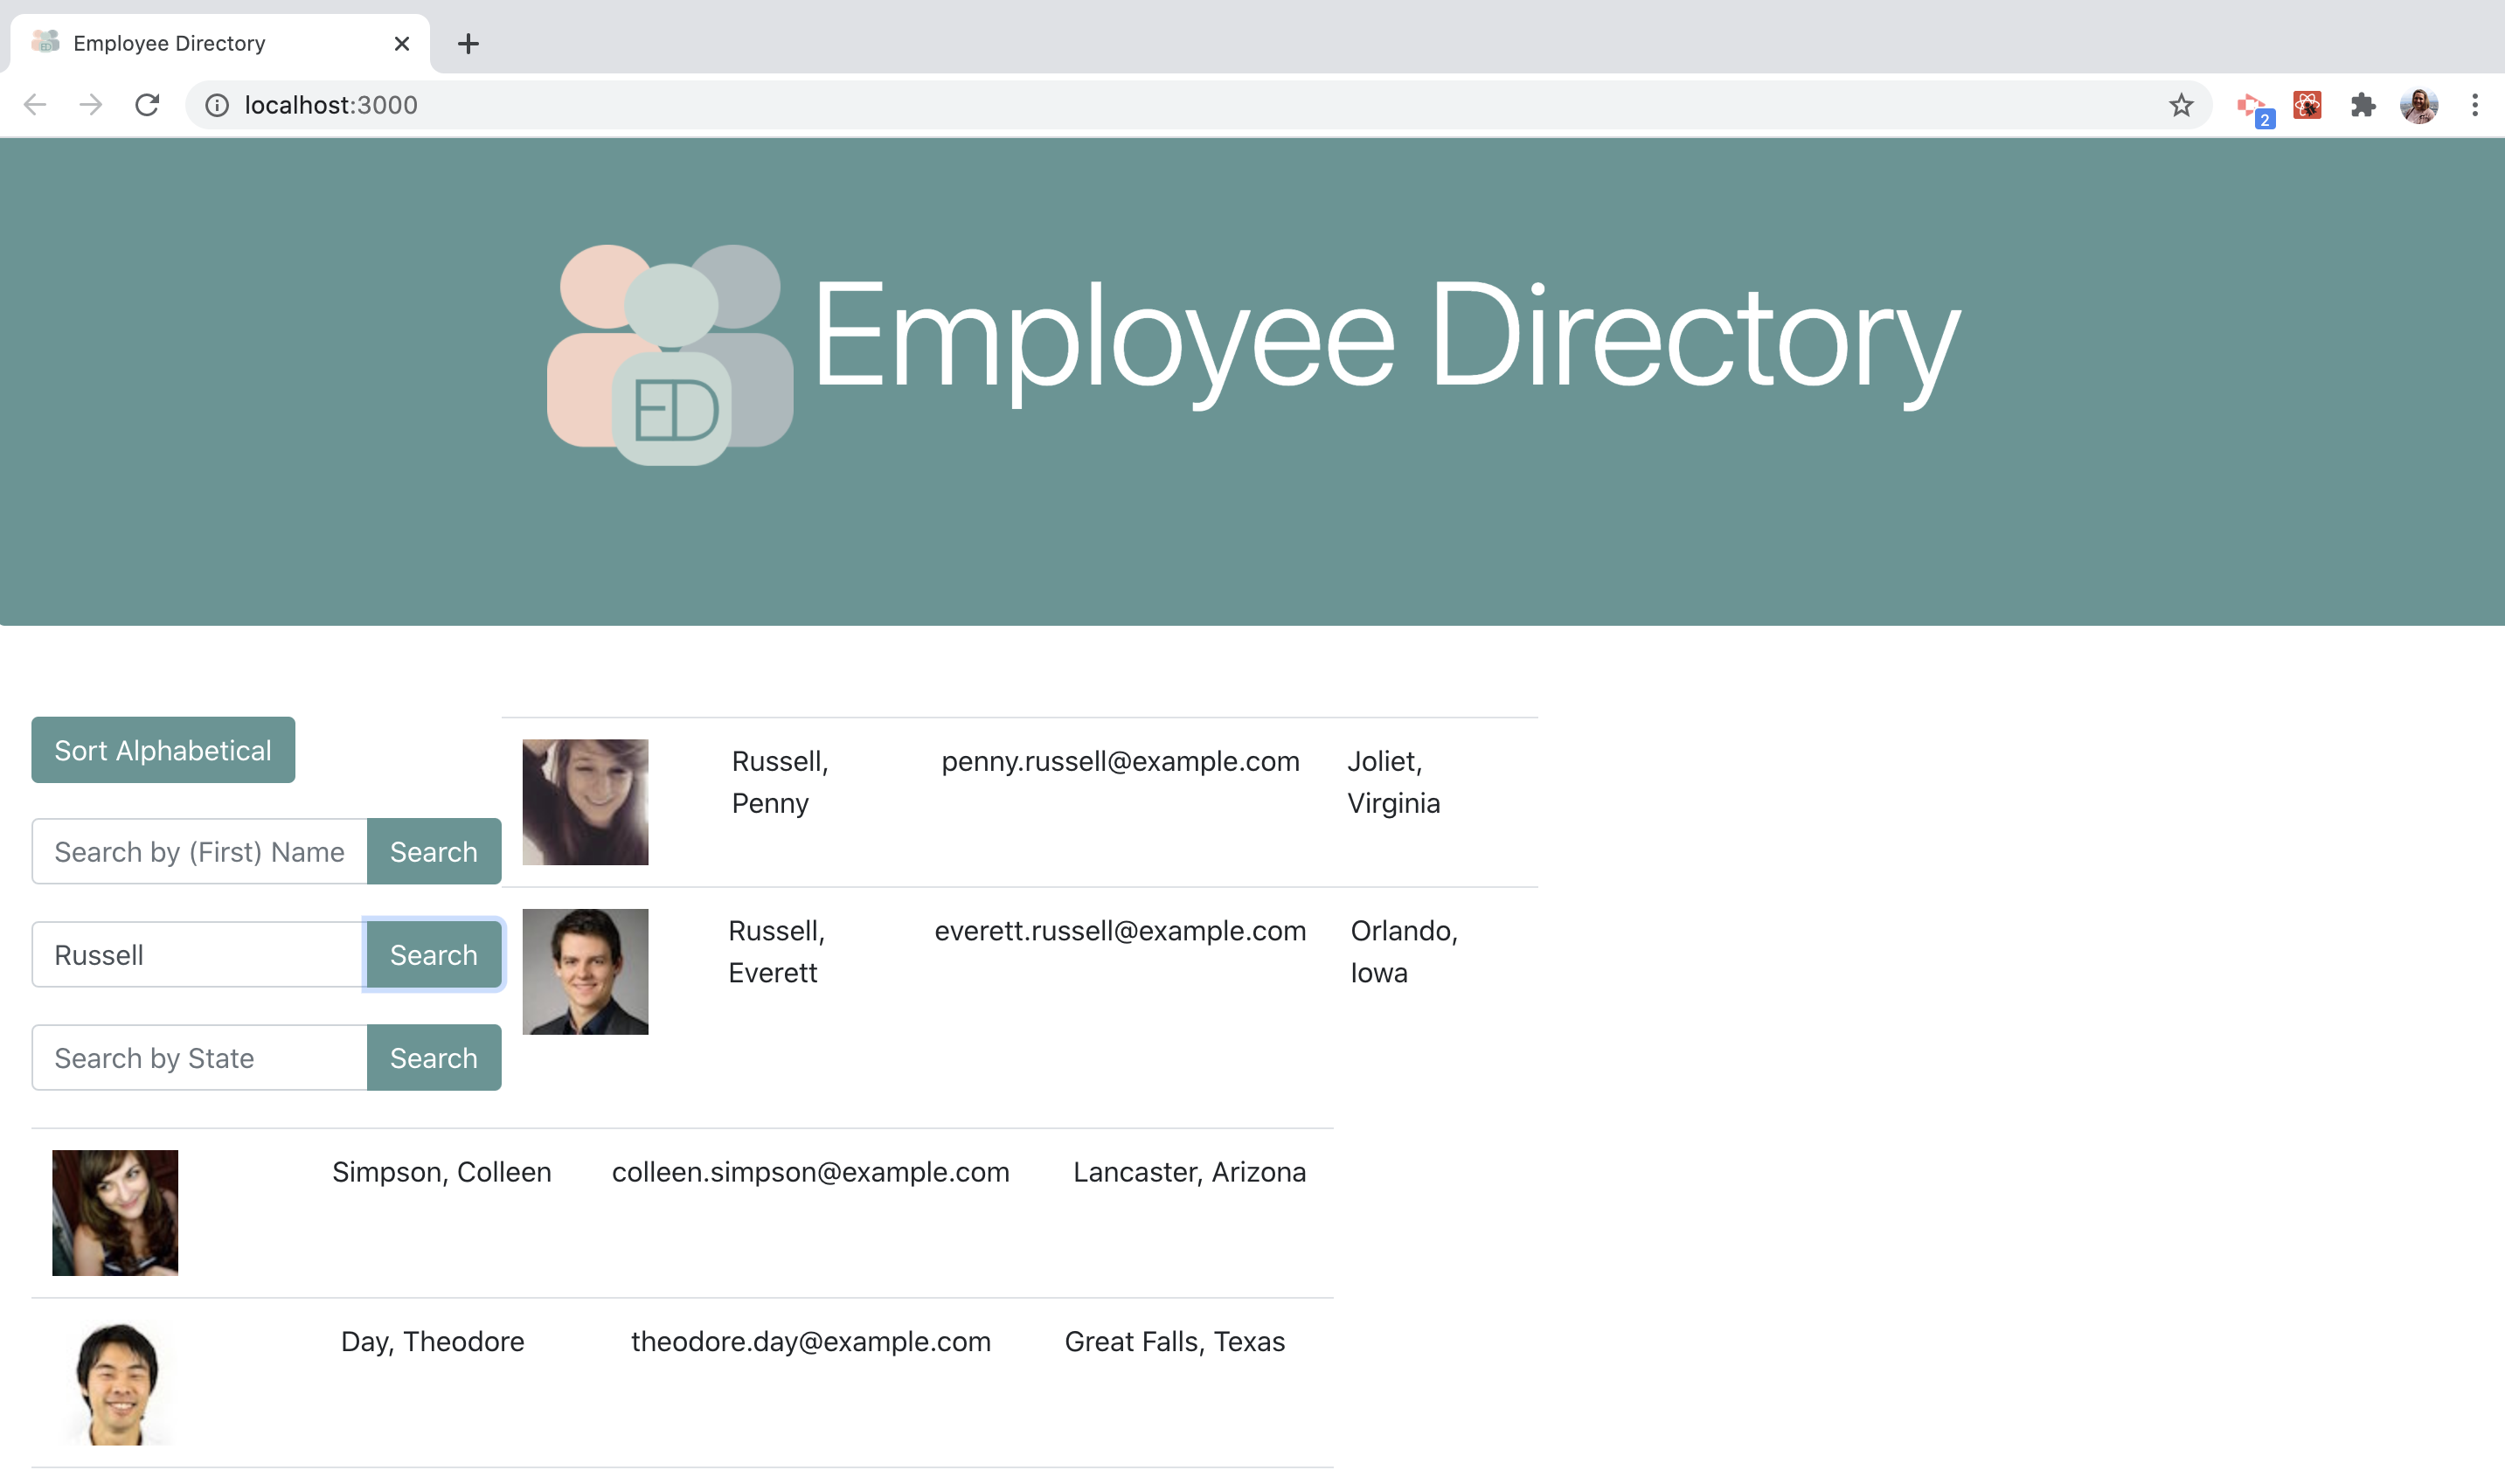 Employee Directory
localhost:3000
2
ED
Employee Directory
Sort Alphabetical
Search by (First) Name Search
Russell Search
Search by State Search
Russell,
Penny
penny.russell@example.com
Joliet,
Virginia
Russell,
Everett
everett.russell@example.com
Orlando,
Iowa
Simpson, Colleen colleen.simpson@example.com Lancaster, Arizona
Day, Theodore theodore.day@example.com Great Falls, Texas